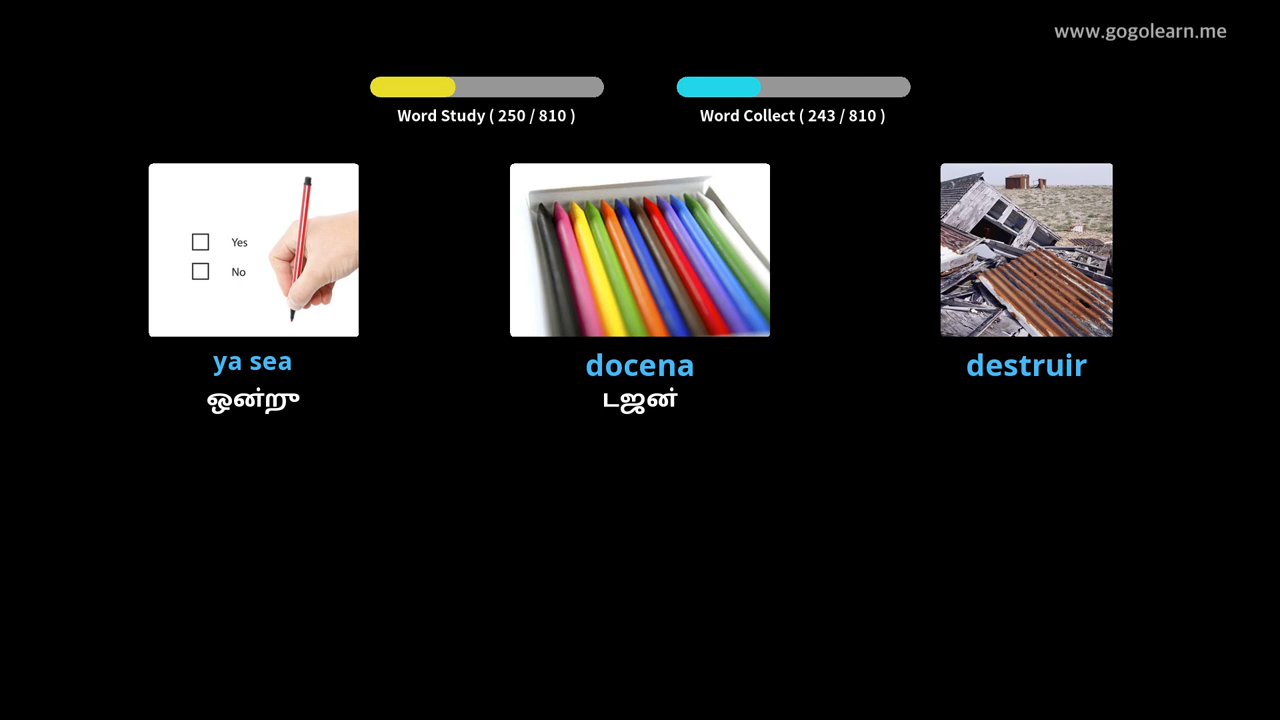 www.gogolearn.me
Word Study ( 250 / 810 )
Word Collect ( 243 / 810 )
Yes
No
ya sea
ஒன்று
docena
டஜன்
destruir